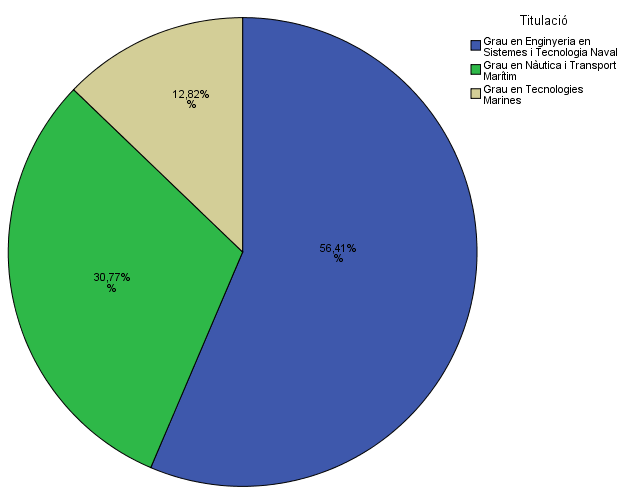 Titulació
Grau en Enginyeria en
Sistemes i Tecnologia Naval
Grau en Nàutica i Transport
Marítim
Grau en Tecnologies
Marines
12,82%
%
56,41%
%
30,77%
%